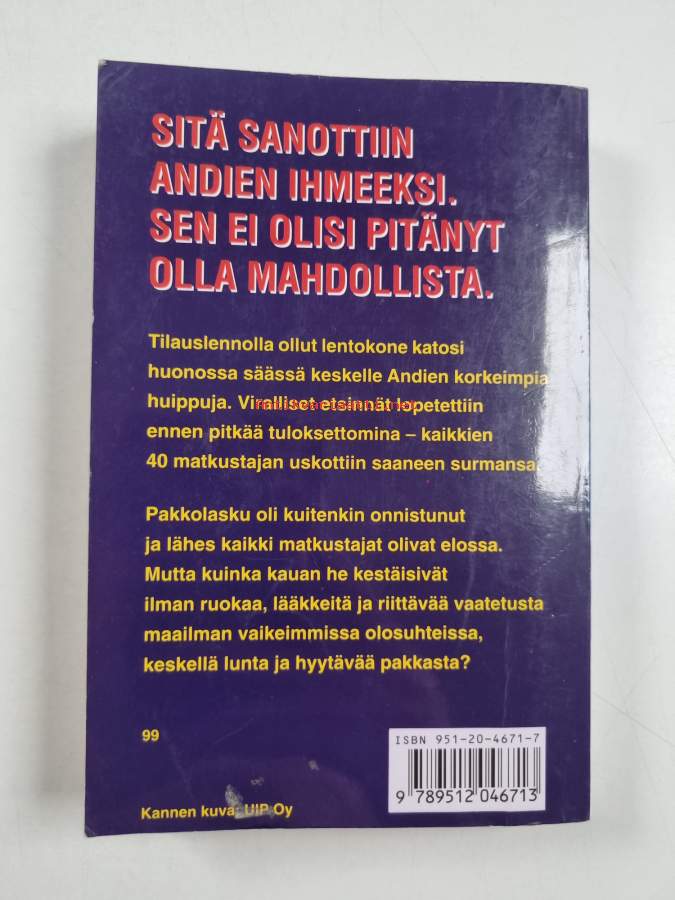 SITÄ SANOTTIIN
ANDIEN IHMEEKSI.
SEN EI OLISI PITÄNYT
OLLA MAHDOLLISTA.
Tilauslennolla ollut lentokone katosi
huonossa säässä keskelle Andien korkeimpia
huippuja. Viralliset etsinnät lopetettiin
ennen pitkää tuloksettomina – kaikkien
40 matkustajan uskottiin saaneen surmansa.
Pakkolasku oli kuitenkin onnistunut
ja lähes kaikki matkustajat olivat elossa.
Mutta kuinka kauan he kestäisivät
ilman ruokaa, lääkkeitä ja riittävää vaatetusta
maailman vaikeimmissa olosuhteissa,
keskellä lunta ja hyytävää pakkasta?
99
ISBN 951-20-4671-7
9 789512 046713
Kannen kuva: UIP Oy